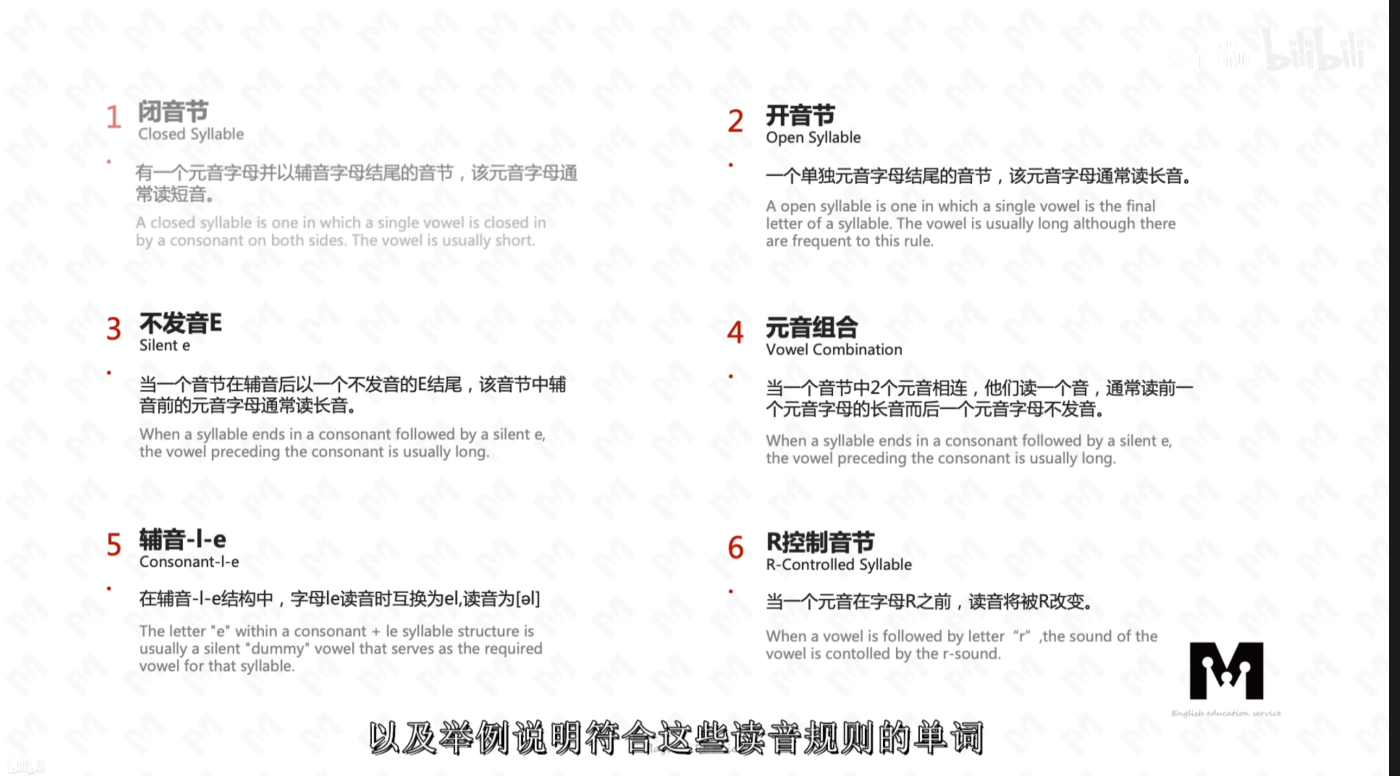 bilibili
1 闭音节
Closed Syllable
有一个元音字母并以辅音字母结尾的音节，该元音字母通
常读短音。
A closed syllable is one in which a single vowel is closed in
by a consonant on both sides. The vowel is usually short.
2 开音节
Open Syllable
一个单独元音字母结尾的音节，该元音字母通常读长音。
A open syllable is one in which a single vowel is the final
letter of a syllable. The vowel is usually long although there
are frequent to this rule.
3 不发音E
Silent e
当一个音节在辅音后以一个不发音的E结尾，该音节中辅
音前的元音字母通常读长音。
When a syllable ends in a consonant followed by a silent e,
the vowel preceding the consonant is usually long.
4 元音组合
Vowel Combination
当一个音节中2个元音相连，他们读一个音，通常读前一
个元音字母的长音而后一个元音字母不发音。
When a syllable ends in a consonant followed by a silent e,
the vowel preceding the consonant is usually long.
5 辅音-l-e
Consonant-l-e
在辅音-l-e结构中，字母le读音时互换为el,读音为[əl]
The letter "e" within a consonant + le syllable structure is
usually a silent "dummy" vowel that serves as the required
vowel for that syllable.
6 R控制音节
R-Controlled Syllable
当一个元音在字母R之前，读音将被R改变。
When a vowel is followed by letter “r” ,the sound of the
vowel is contolled by the r-sound.
M
English education service
以及举例说明符合这些读音规则的单词
bilibili